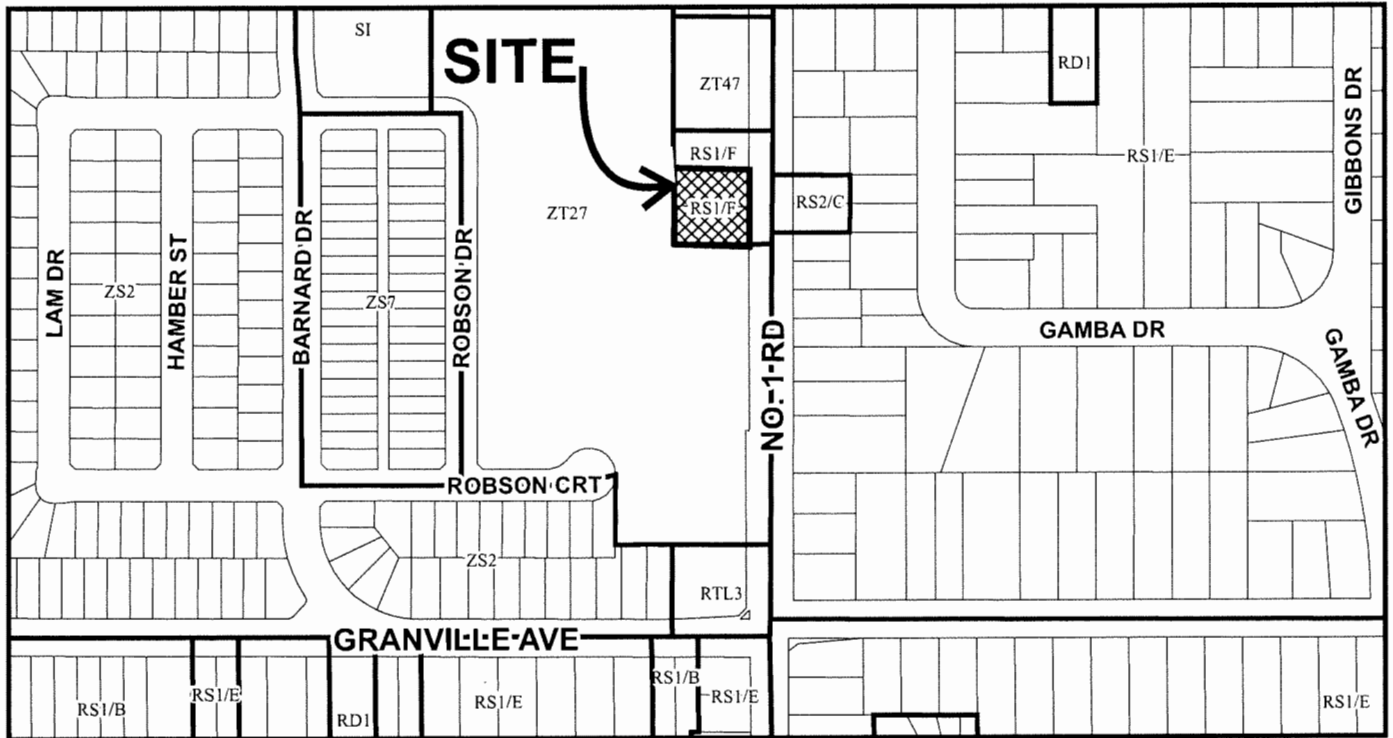 SI
SITE
ZT47
RD1
RS1/F
RS1/E
GIBBONS DR
RS1/F
RS2/C
ZT27
LAM DR
ZS2
HAMBER ST
BARNARD DR
ZS7
ROBSON DR
NO. 1 RD
GAMBA DR
GAMBA DR
ROBSON CRT
ZS2
RTL3
GRANVILLE AVE
RS1/B
RS1/E
RD1
RS1/E
RS1/B
RS1/E
RS1/E